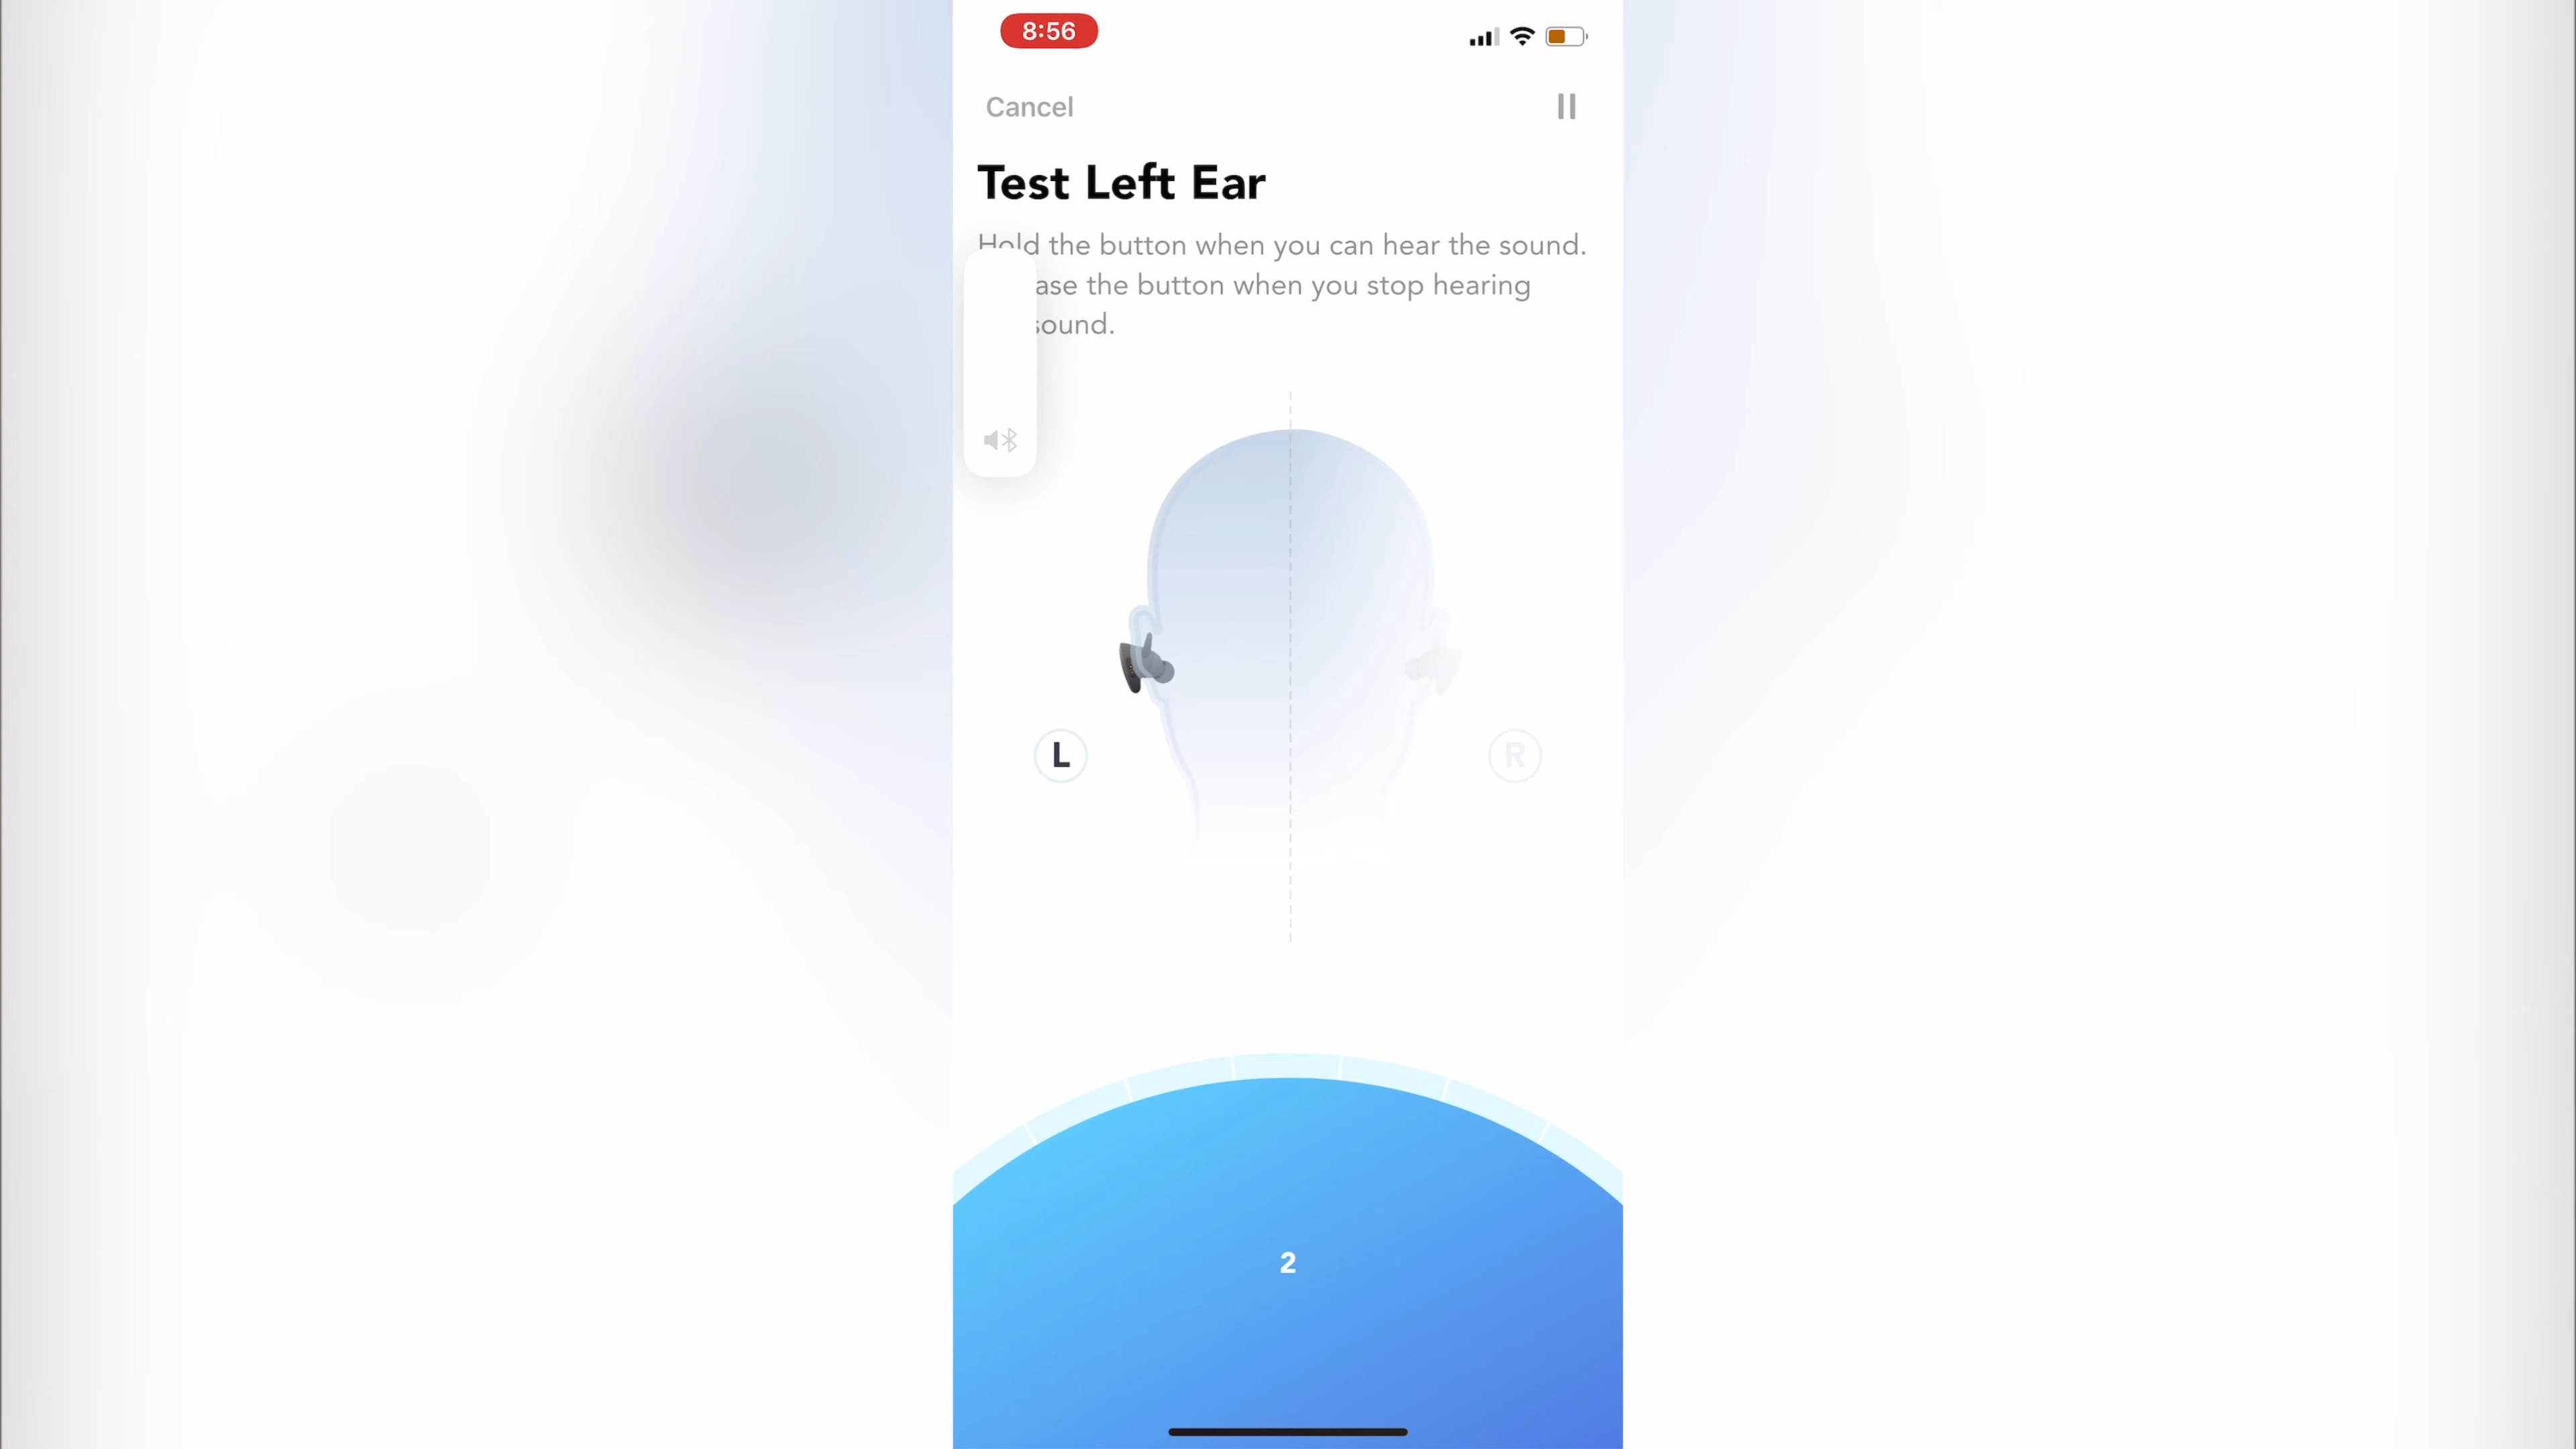 8:56
Cancel
Test Left Ear
Hold the button when you can hear the sound.
ase the button when you stop hearing
sound.
L
R
2